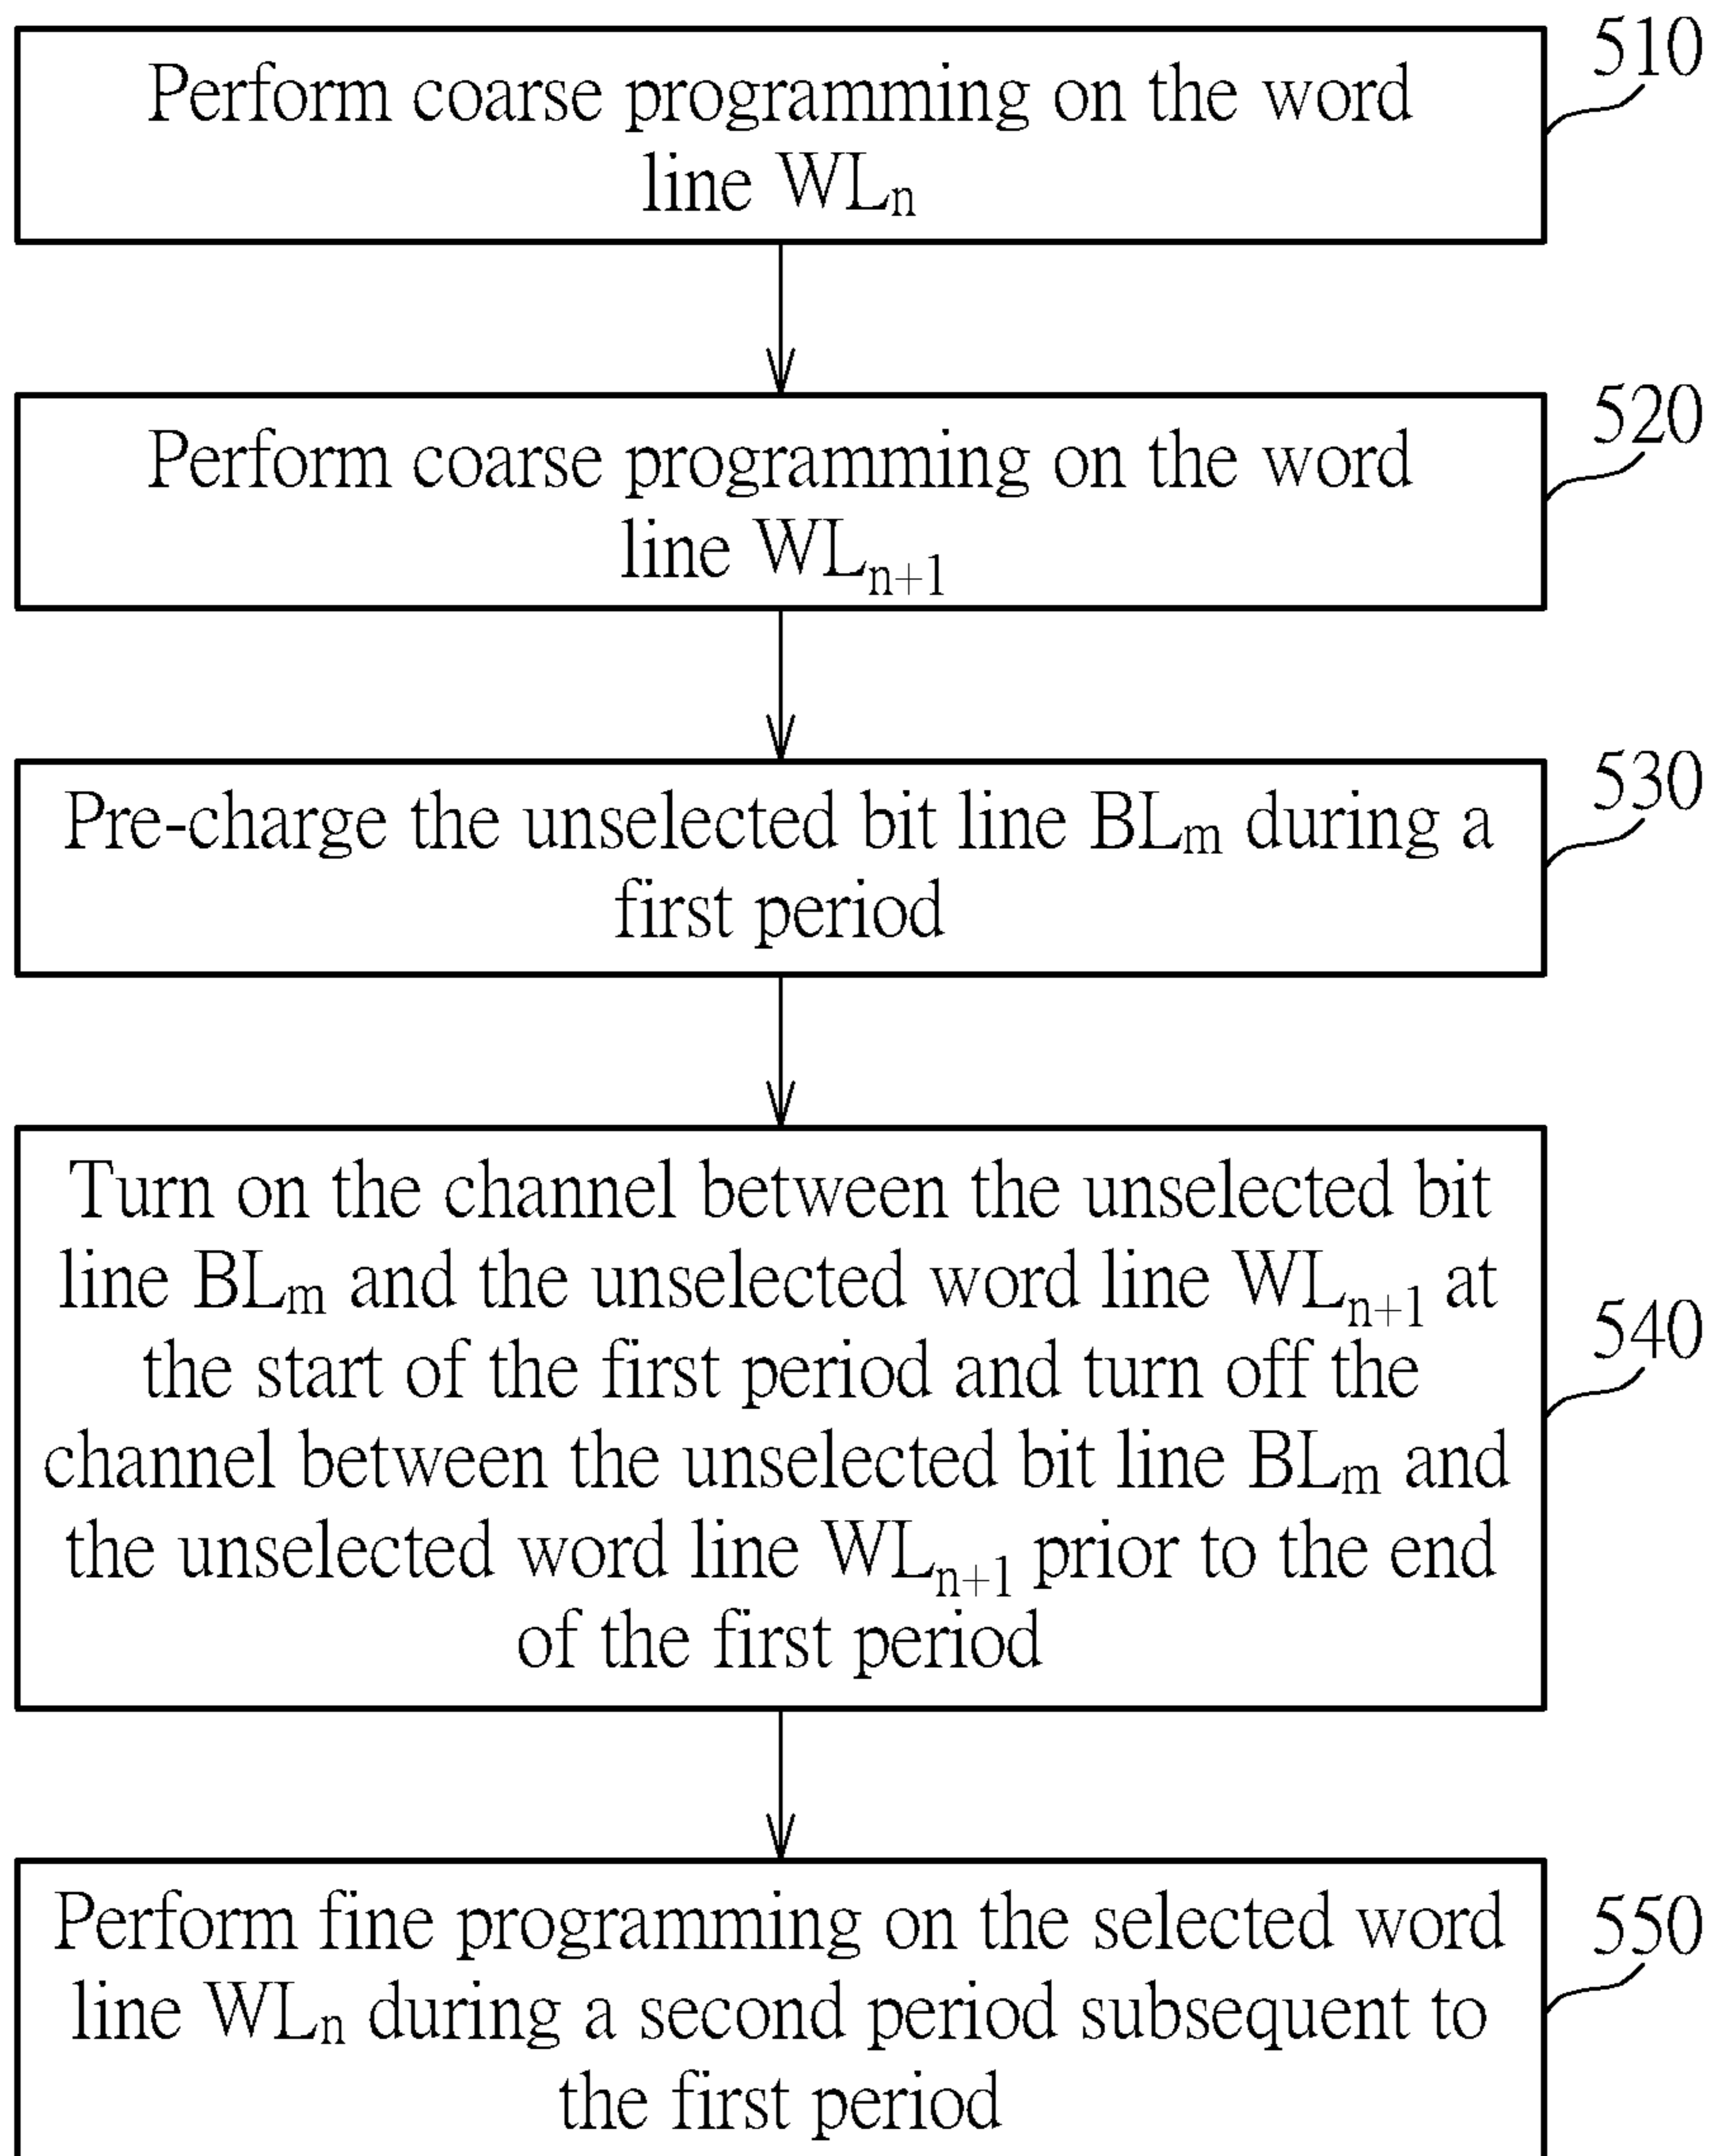 510
Perform coarse programming on the word
line WLn
520
Perform coarse programming on the word
line WLn+1
530
Pre-charge the unselected bit line BLm during a
first period
540
Turn on the channel between the unselected bit
line BLm and the unselected word line WLn+1 at
the start of the first period and turn off the
channel between the unselected bit line BLm and
the unselected word line WLn+1 prior to the end
of the first period
550
Perform fine programming on the selected word
line WLn during a second period subsequent to
the first period